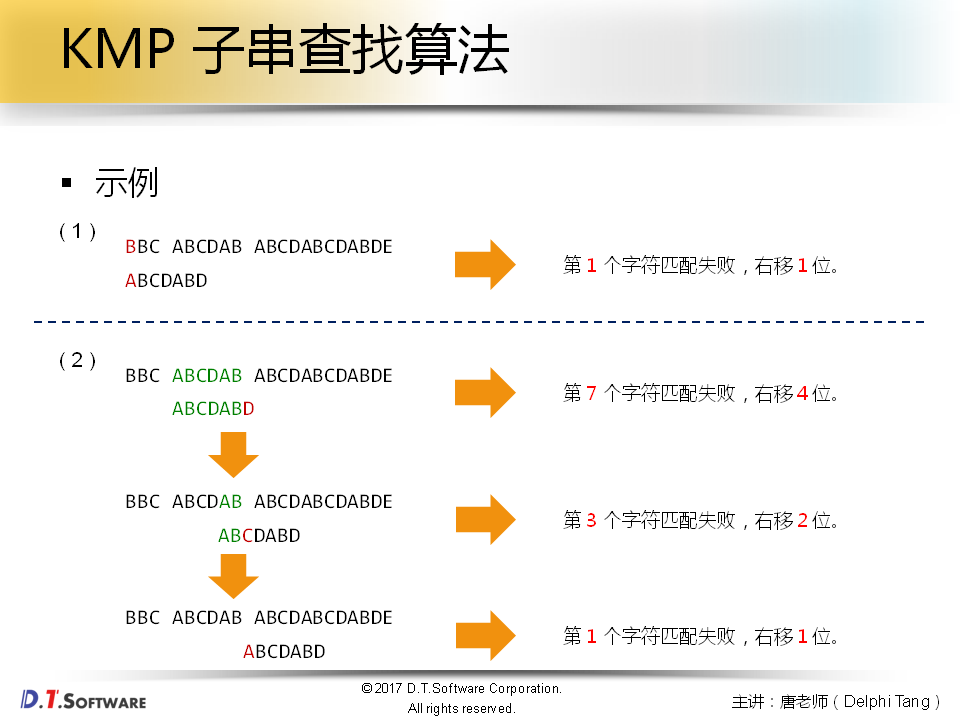 KMP 子串查找算法
▪ 示例
（1）
BBC ABCDAB ABCDABCDABDE
ABCDABD
第 1 个字符匹配失败，右移 1 位。
（2）
BBC ABCDAB ABCDABCDABDE
ABCDABD
第 7 个字符匹配失败，右移 4 位。
BBC ABCDAB ABCDABCDABDE
ABCDABD
第 3 个字符匹配失败，右移 2 位。
BBC ABCDAB ABCDABCDABDE
ABCDABD
第 1 个字符匹配失败，右移 1 位。
D.T.SOFTWARE
©2017 D.T.Software Corporation.
All rights reserved.
主讲：唐老师（Delphi Tang）